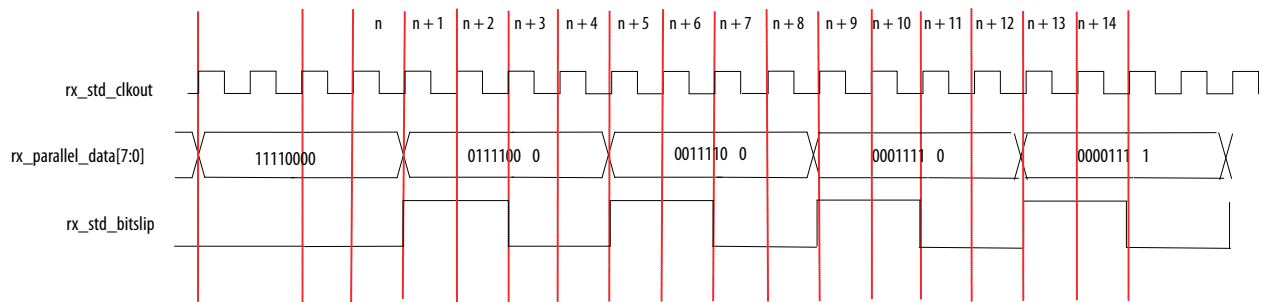 n n + 1 n + 2 n + 3 n + 4 n + 5 n + 6 n + 7 n + 8 n + 9 n + 10 n + 11 n + 12 n + 13 n + 14
rx_std_clkout
rx_parallel_data[7:0] 11110000 0111100 0 0011110 0 0001111 0 0000111 1
rx_std_bitslip